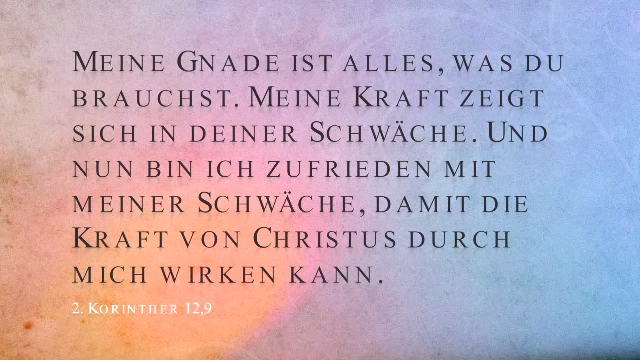 Meine Gnade ist alles, was du
brauchst. Meine Kraft zeigt
sich in deiner Schwäche. Und
nun bin ich zufrieden mit
meiner Schwäche, damit die
Kraft von Christus durch
mich wirken kann.
2. Korinther 12,9